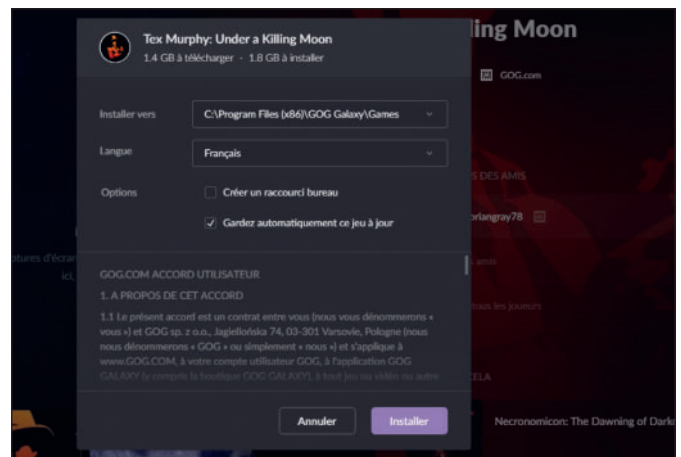 Tex Murphy: Under a Killing Moon
1.4 GB à télécharger - 1.8 GB à installer
ling Moon
GOG.com
Installer vers
C:\Program Files (x86)\GOG Galaxy\Games
Langue
Français
S DES AMIS
Options
Créer un raccourci bureau
oriangray78
Gardez automatiquement ce jeu à jour
ptures d'écran
ici,
amis
GOG.COM ACCORD UTILISATEUR
1. A PROPOS DE CET ACCORD
tous les joueurs
1.1 Le présent accord est un contrat entre vous (nous vous dénommerons «
vous ») et GOG sp. z o.o., Jagiellońska 74, 03-301 Varsovie, Pologne (nous
nous dénommerons « GOG » ou simplement « nous ») et s'applique à
www.GOG.COM, à votre compte utilisateur GOG, à l'application GOG
GALAXY (y compris la boutique GOG GALAXY), à tout jeu ou vidéo ou autre
ELA
Annuler
Installer
Necronomicon: The Dawning of Dark